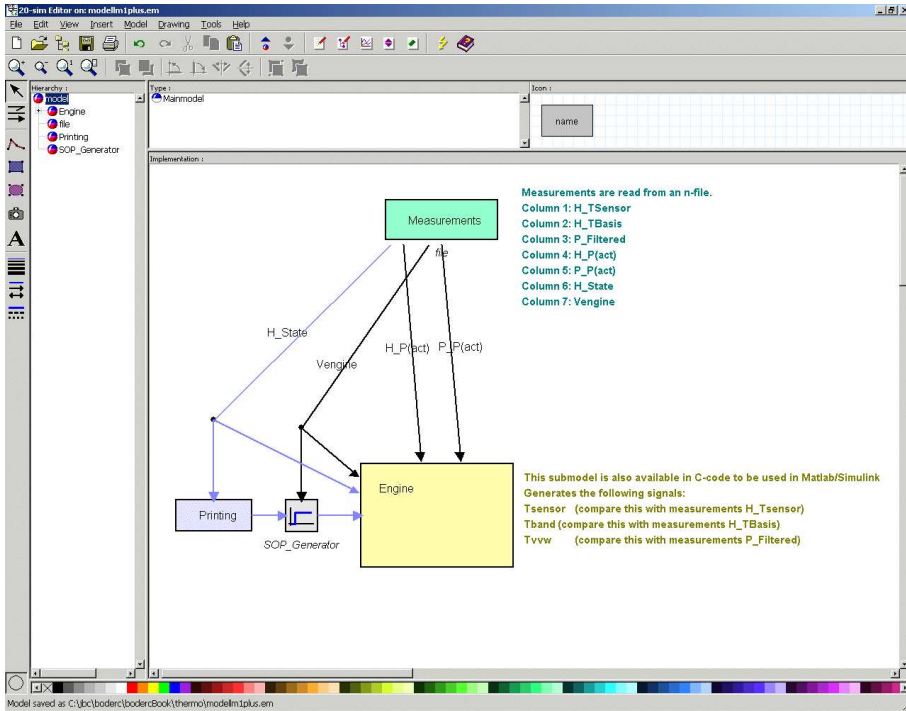 20-sim Editor on: modellm1plus.em
File Edit View Insert Model Drawing Tools Help
Hierarchy :
model
Engine
file
Printing
SOP_Generator
Type :
Mainmodel
Icon :
name
Implementation :
Measurements
file
Measurements are read from an n-file.
Column 1: H_TSensor
Column 2: H_TBasis
Column 3: P_Filtered
Column 4: H_P(act)
Column 5: P_P(act)
Column 6: H_State
Column 7: Vengine
H_State
Vengine
H_P(act)
P_P(act)
Engine
Printing
SOP_Generator
This submodel is also available in C-code to be used in Matlab/Simulink
Generates the following signals:
Tsensor (compare this with measurements H_Tsensor)
Tband (compare this with measurements H_TBasis)
Tvvw (compare this with measurements P_Filtered)
Model saved as C:\jbc\boderc\bodercBook\thermo\modellm1plus.em